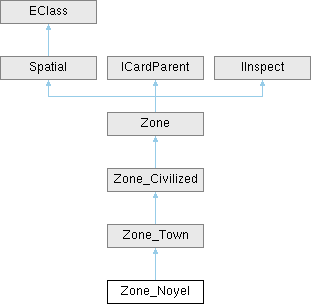 EClass
Spatial ICardParent IInspect
Zone
Zone_Civilized
Zone_Town
Zone_Noyel